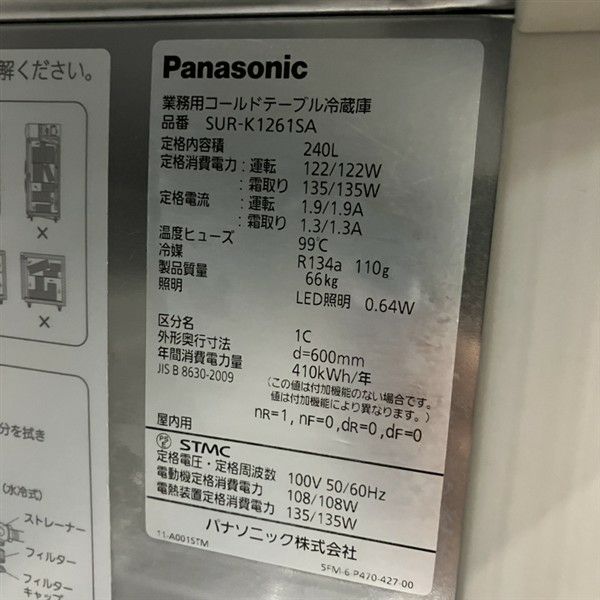 解ください。
×
×
分を拭き
（水冷式）
ストレーナー
フィルター
フィルター
キャップ
Panasonic
業務用コールドテーブル冷蔵庫
品番 SUR-K1261SA
定格内容積 240L
定格消費電力：運転 122/122W
：霜取り 135/135W
定格電流 ：運転 1.9/1.9A
：霜取り 1.3/1.3A
温度ヒューズ 99℃
冷媒 R134a 110g
製品質量 66kg
照明 LED照明 0.64W
区分名 1C
外形奥行寸法 d=600mm
年間消費電力量 410kWh/年
JIS B 8630-2009 （この値は付加機能のない場合です。
値は付加機能により異なります。）
nR=1, nF=0,dR=0,dF=0
屋内用
PSE STMC
定格電圧・定格周波数 100V 50/60Hz
電動機定格消費電力 108/108W
電熱装置定格消費電力 135/135W
パナソニック株式会社
11-A001STM
SFM-6-P470-427-00